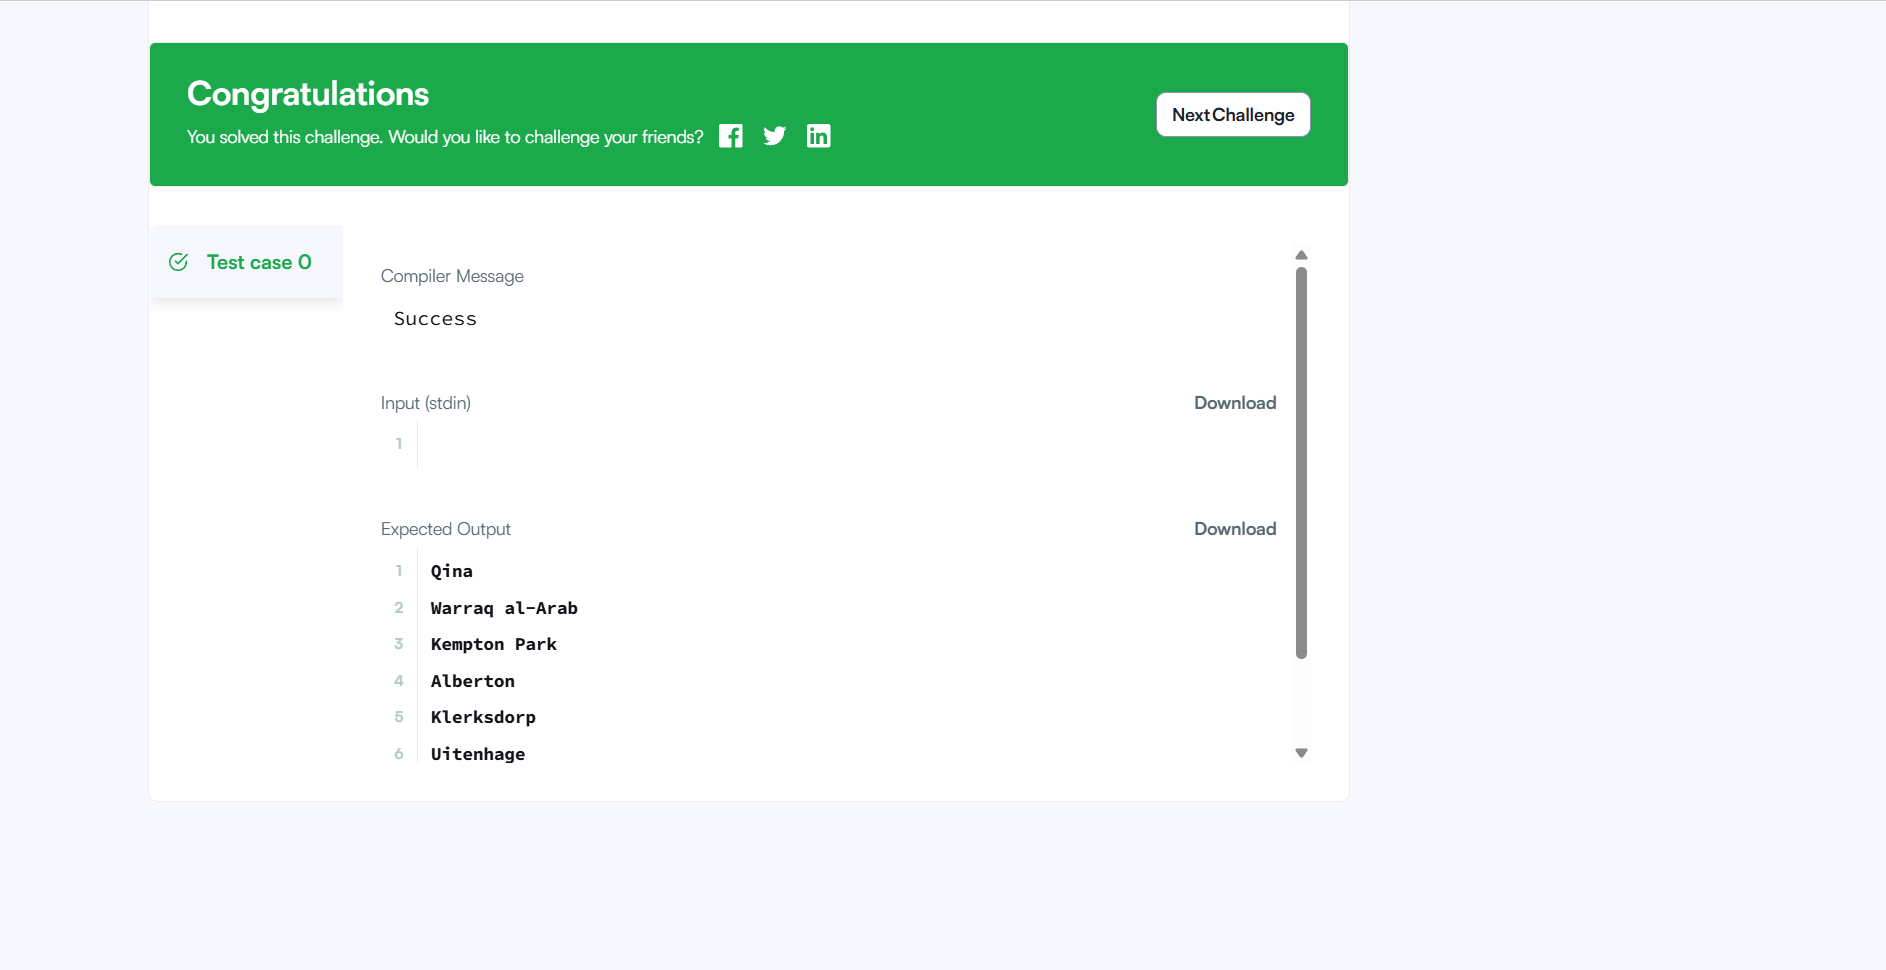 Congratulations
You solved this challenge. Would you like to challenge your friends?
Next Challenge
Test case 0
Compiler Message
Success
Input (stdin)
Download
1
Expected Output
Download
1 Qina
2 Warraq al-Arab
3 Kempton Park
4 Alberton
5 Klerksdorp
6 Uitenhage